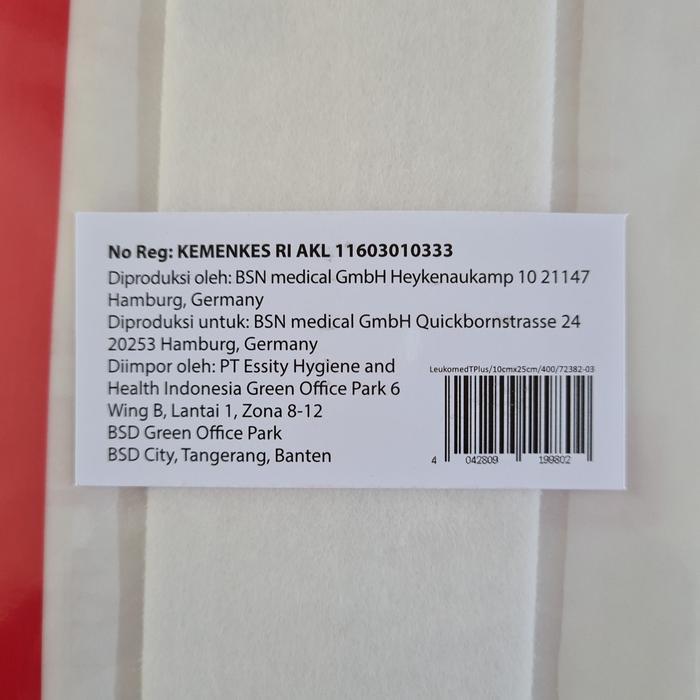 No Reg: KEMENKES RI AKL 11603010333
Diproduksi oleh: BSN medical GmbH Heykenaukamp 10 21147
Hamburg, Germany
Diproduksi untuk: BSN medical GmbH Quickbornstrasse 24
20253 Hamburg, Germany
Diimpor oleh: PT Essity Hygiene and
Health Indonesia Green Office Park 6
Wing B, Lantai 1, Zona 8-12
BSD Green Office Park
BSD City, Tangerang, Banten
LeukomedTPlus/10cmx25cm/400/72382-03
4 042809 199802